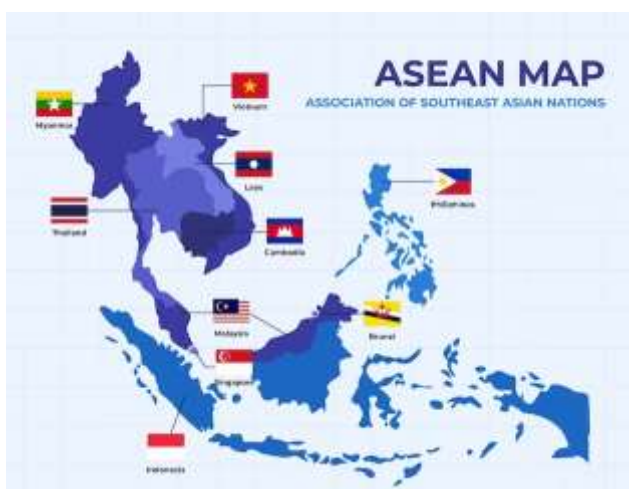 ASEAN MAP
ASSOCIATION OF SOUTHEAST ASIAN NATIONS
Myanmar
Vietnam
Laos
Philippines
Thailand
Cambodia
Malaysia
Brunei
Singapore
Indonesia